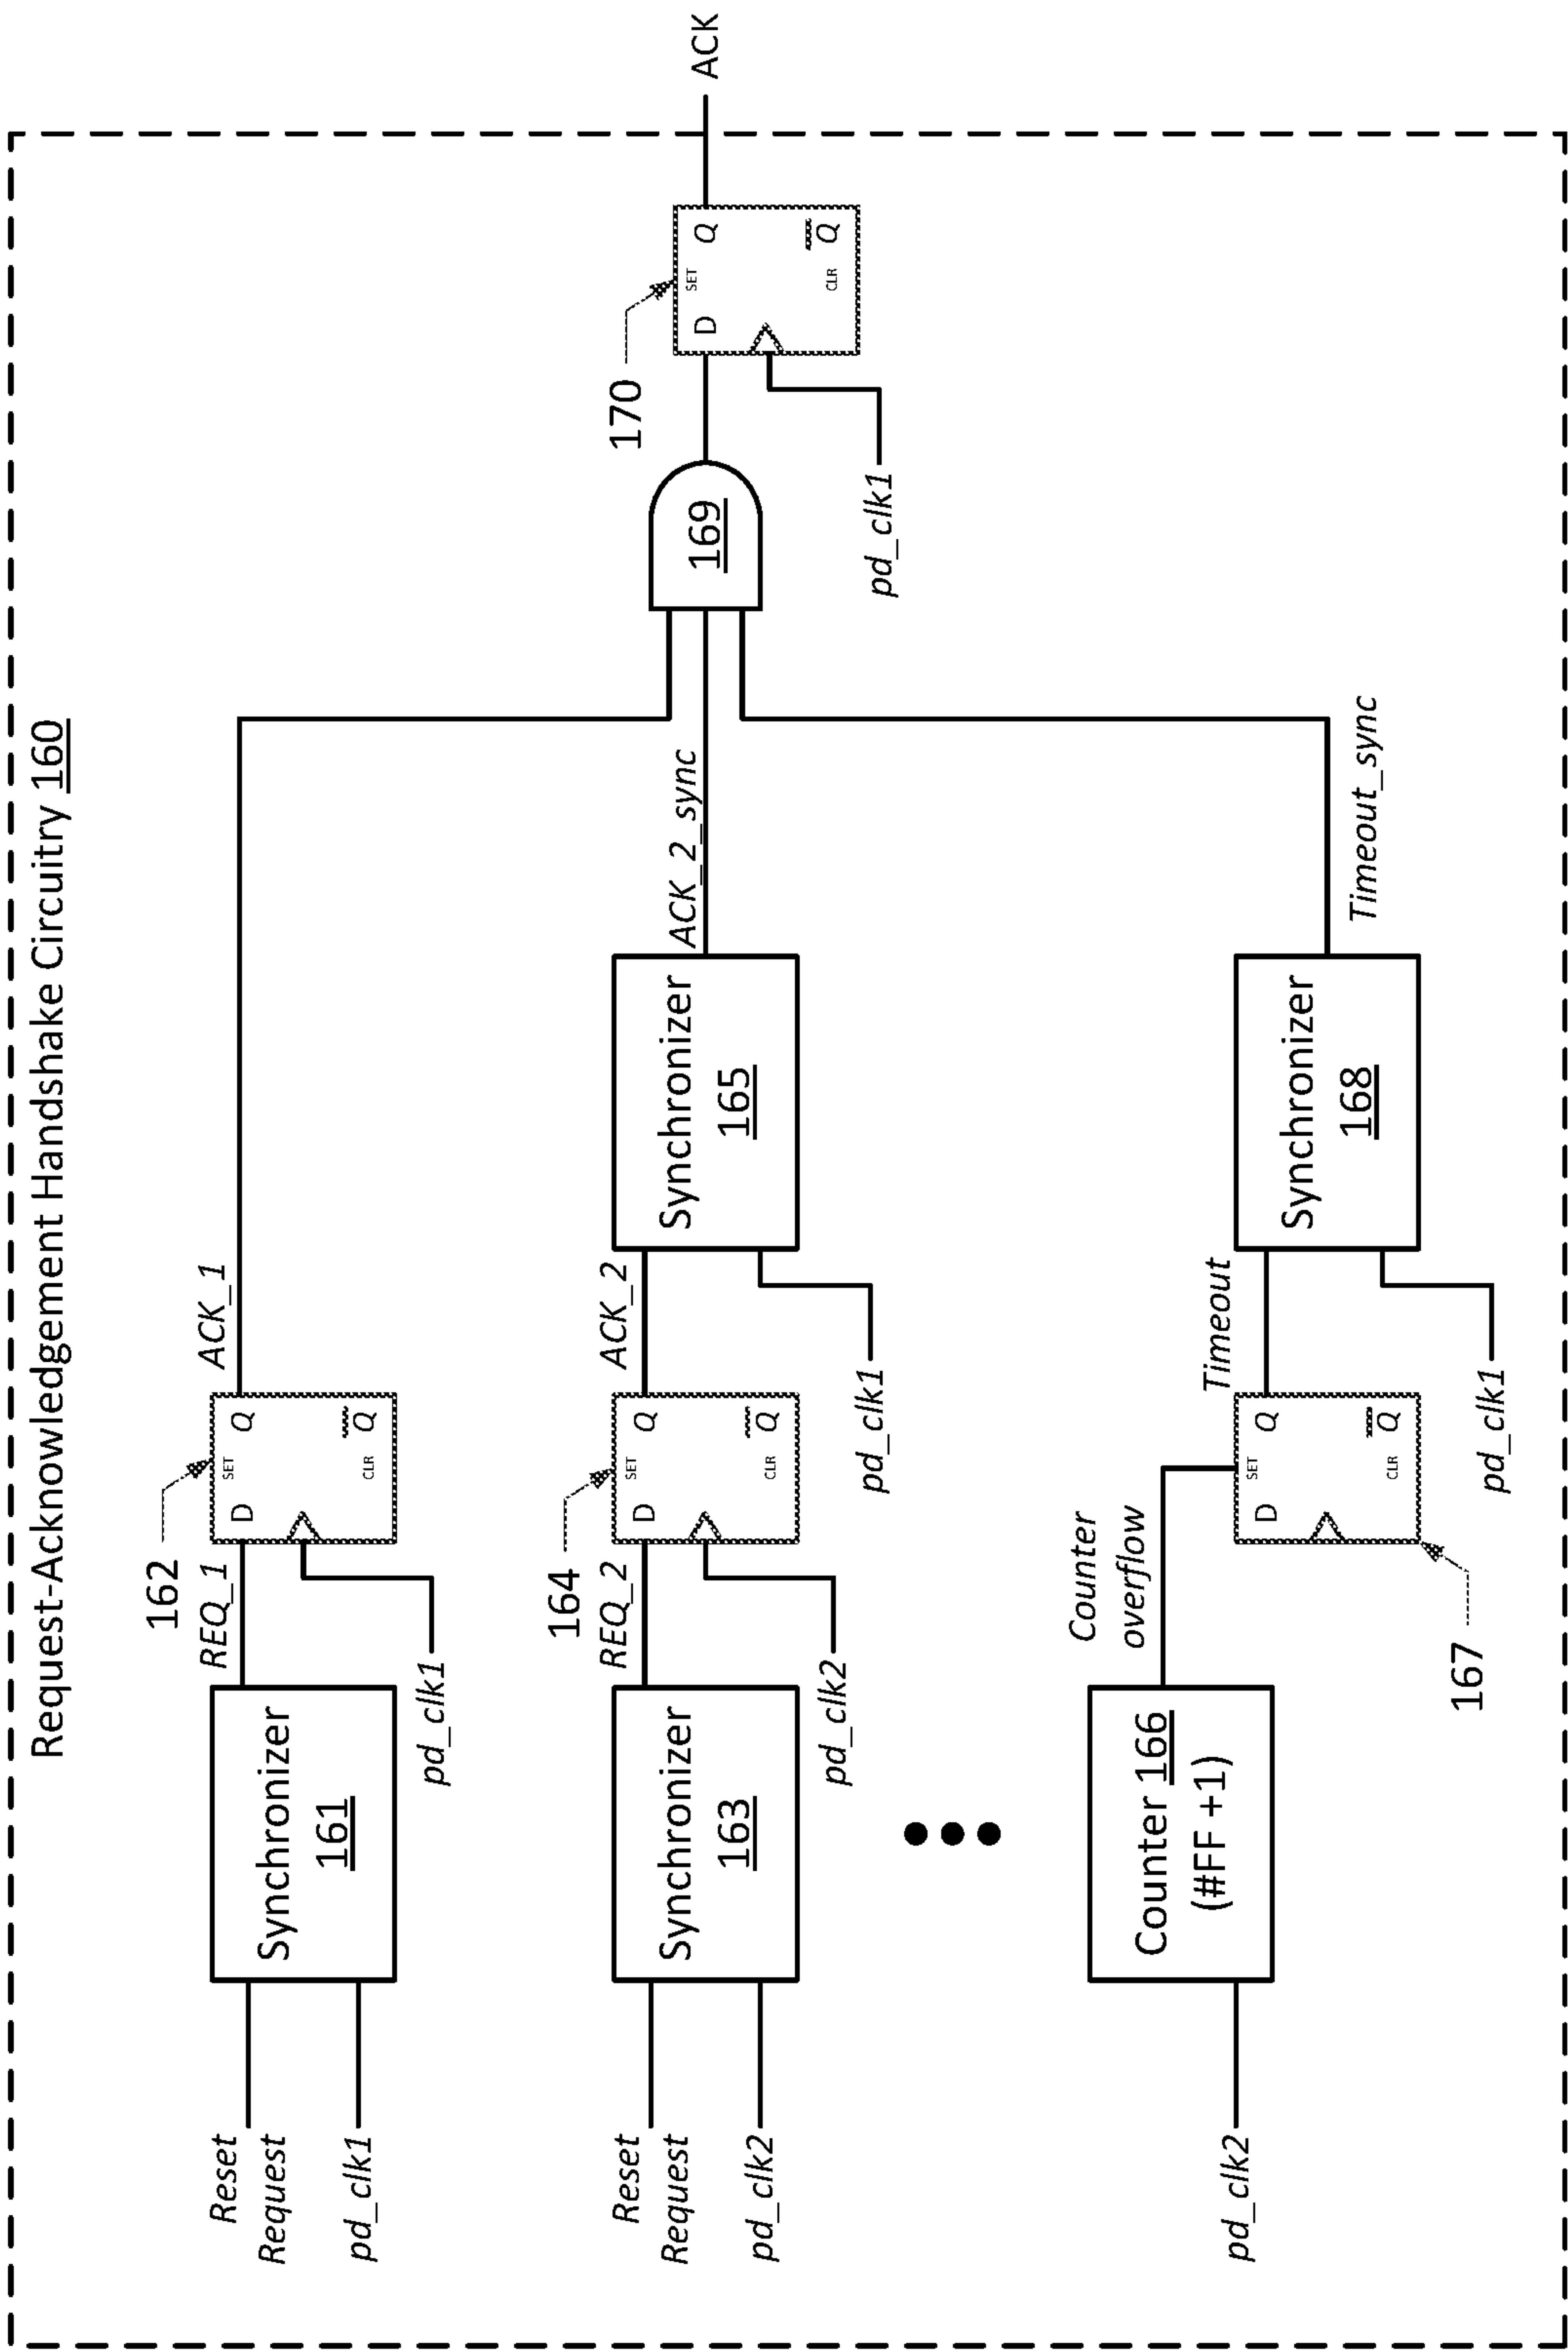 Request-Acknowledgement Handshake Circuitry 160
Reset
Request
pd_clk1
Synchronizer
161
REQ_1
162
D
SET
Q
CLR
Q
pd_clk1
ACK_1
Reset
Request
pd_clk2
Synchronizer
163
REQ_2
164
D
SET
Q
CLR
Q
pd_clk2
ACK_2
Synchronizer
165
pd_clk1
ACK_2_sync
169
170
D
SET
Q
CLR
Q
pd_clk1
ACK
pd_clk2
Counter 166
(#FF +1)
Counter
overflow
167
D
SET
Q
CLR
Q
Timeout
Synchronizer
168
pd_clk1
Timeout_sync